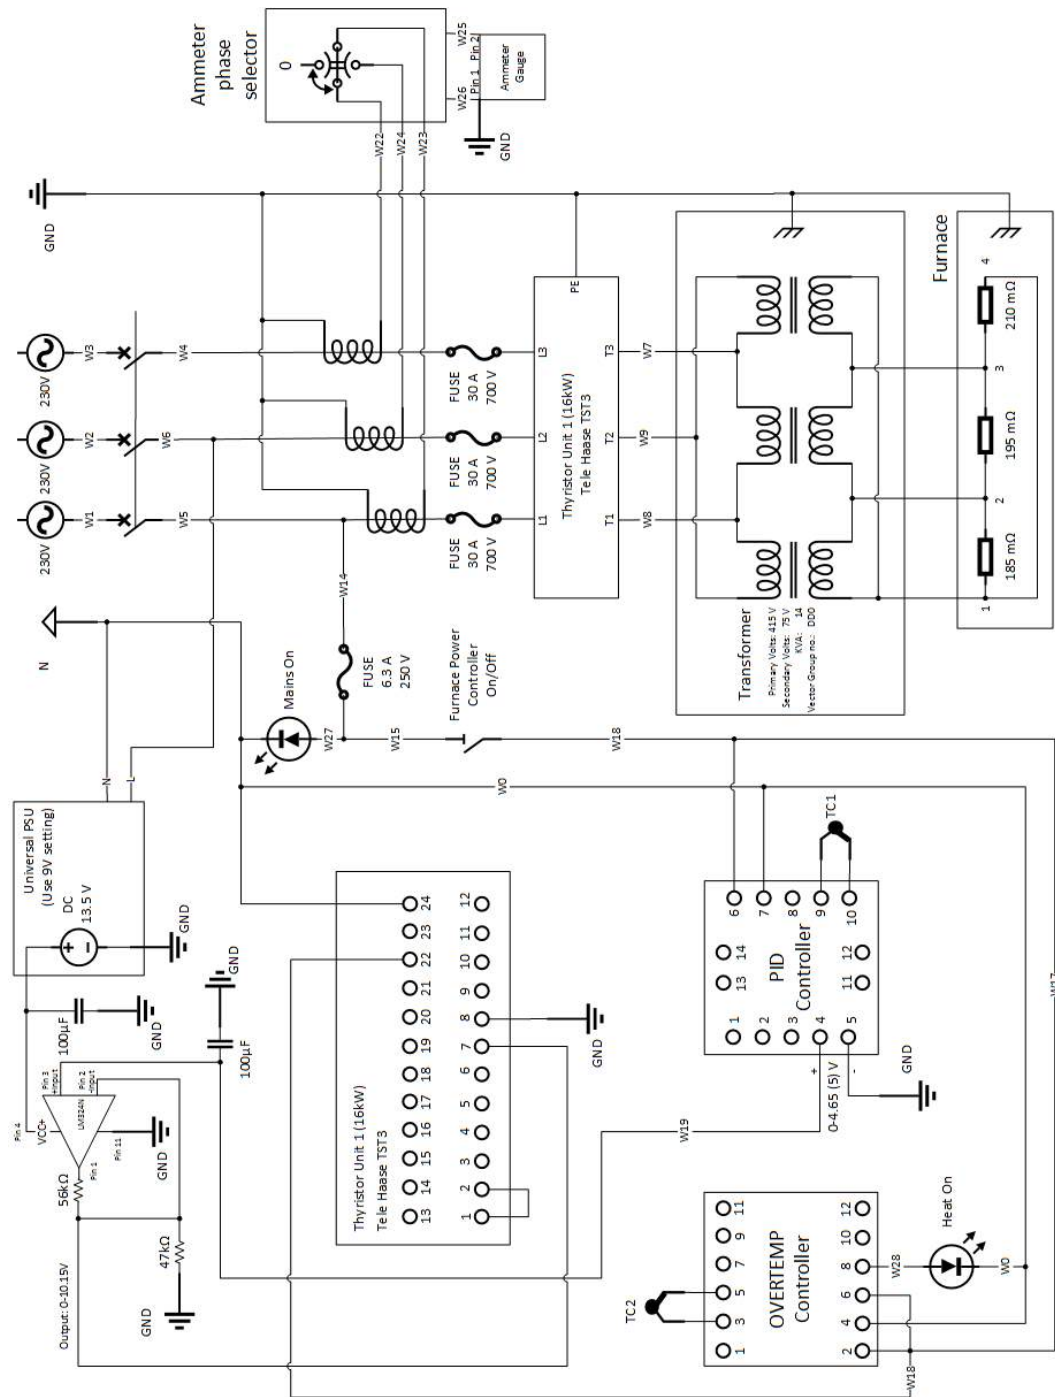 Ammeter
phase
selector
0
W25
W26
Pin 1
Pin 2
Ammeter
Gauge
GND
W22
W24
W23
GND
230V
230V
230V
W3
W2
W1
W4
W6
W5
FUSE
30 A
700 V
FUSE
30 A
700 V
FUSE
30 A
700 V
L3
L2
L1
PE
Thyristor Unit 1 (16kW)
Tele Haase TST3
T3
T2
T1
W7
W9
W8
Transformer
Primary Volts: 415 V
Secondary Volts: 75 V
KVA: 14
Vector Group no.: DD0
Furnace
4
3
2
1
210 mΩ
195 mΩ
185 mΩ
N
W14
FUSE
6.3 A
250 V
Mains On
W27
W15
Furnace Power
Controller
On/Off
W18
W0
Universal PSU
(Use 9V setting)
DC
13.5 V
N
L
GND
100µF
GND
Pin 4
VCC+
Pin 3
+Input
Pin 2
-Input
LM324N
Pin 11
Pin 1
GND
56kΩ
47kΩ
GND
Output: 0-10.15V
100µF
GND
Thyristor Unit 1 (16kW)
Tele Haase TST3
13 14 15 16 17 18 19 20 21 22 23 24
1 2 3 4 5 6 7 8 9 10 11 12
GND
PID
Controller
1
2
3
4
5
13
14
11
12
6
7
8
9
10
TC1
+
-
0-4.65 (5) V
GND
W19
W17
OVERTEMP
Controller
TC2
1 3 5 7 9 11
2 4 6 8 10 12
W28
Heat On
W0
W18